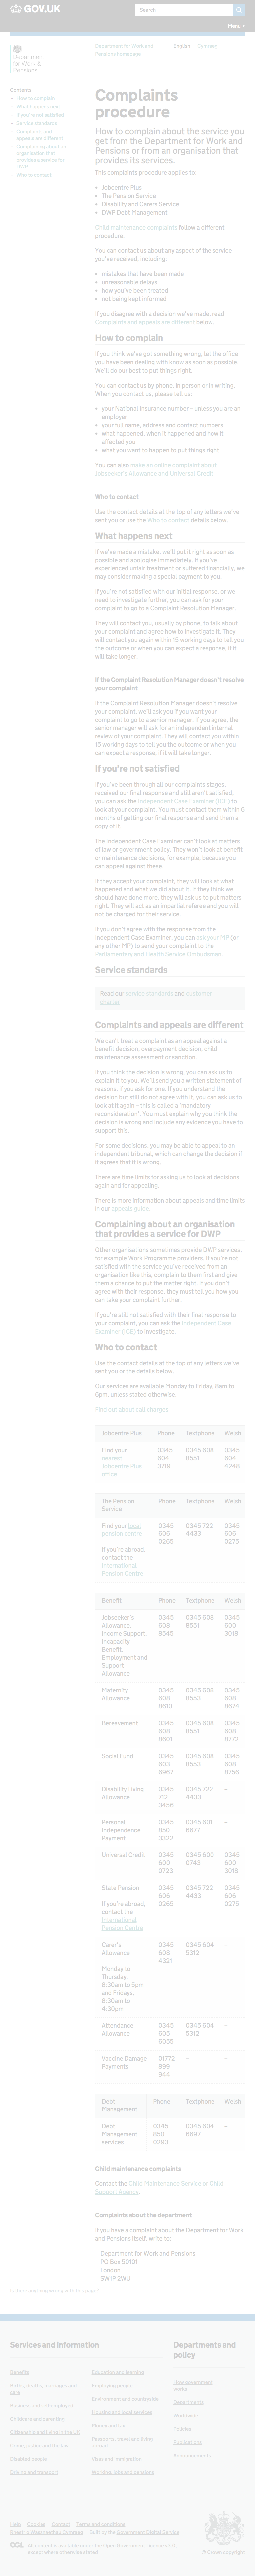 GOV.UK
Search
Menu
Department
for Work &
Pensions
Department for Work and
Pensions homepage
English
Cymraeg
Contents
How to complain
What happens next
If you're not satisfied
Service standards
Complaints and
appeals are different
Complaining about an
organisation that
provides a service for
DWP
Who to contact
Complaints
procedure
How to complain about the service you
get from the Department for Work and
Pensions or from an organisation that
provides its services.
This complaints procedure applies to:
Jobcentre Plus
The Pension Service
Disability and Carers Service
DWP Debt Management
Child maintenance complaints follow a different
procedure.
You can contact us about any aspect of the service
you've received, including:
mistakes that have been made
unreasonable delays
how you've been treated
not being kept informed
If you disagree with a decision we've made, read
Complaints and appeals are different below.
How to complain
If you think we've got something wrong, tell the office
you have been dealing with know as soon as possible.
We'll do our best to put things right.
You can contact us by phone, in person or in writing.
When you contact us, please tell us:
your National Insurance number – unless you are an
employer
your full name, address and contact numbers
what happened, when it happened and how it
affected you
what you want to happen to put things right
You can also make an online complaint about
Jobseeker's Allowance and Universal Credit.
Who to contact
Use the contact details at the top of any letters we've
sent you or use the Who to contact details below.
What happens next
If we've made a mistake, we'll put it right as soon as
possible and apologise immediately. If you've
experienced unfair treatment or suffered financially, we
may consider making a special payment to you.
If you're not happy with our initial response, or we need
to investigate your case further, you can ask for your
complaint to go to a Complaint Resolution Manager.
They will contact you, usually by phone, to talk about
your complaint and how to investigate it. They will
contact you again within 15 working days to tell you the
outcome or when you can expect a response, if it will
take longer.
If the Complaint Resolution Manager doesn't resolve
your complaint
If the Complaint Resolution Manager doesn't resolve
your complaint, you can ask for it to go to a senior
manager. They will ask for an independent internal
review of your complaint. They will contact you within
15 working days to tell you the outcome or when you
can expect a response, if it will take longer.
If you're not satisfied
If you've been through all our complaints stages,
received our final response and still aren't satisfied,
you can ask the Independent Case Examiner (ICE) to
look at your complaint. You must contact them within 6
months of getting our final response and send them a
copy of it.
The Independent Case Examiner can't look at matters
of law or government policy. They won't look at benefit
or maintenance decisions, for example, because you
can appeal against them.
If they accept your complaint, they will look at what
happened and what we did about it. If they think we
should have done more, they will ask us to put it right.
They will also give you a response in writing and you
will not be charged for their service.
If you don't agree with the response from the
Independent Case Examiner, you can ask your MP (or
any other MP) to send your complaint to the
Parliamentary and Health Service Ombudsman.
Service standards
Read our service standards and customer
charter.
Complaints and appeals are different
We can't treat a complaint as an appeal against a
benefit decision, overpayment decision, child
maintenance assessment or sanction.
If you think the decision is wrong, you can ask us to
explain it to you. We'll send you a written statement of
reasons, if available. If you have more information or
you don't agree with our decision, you can ask us to
look at it again – this is called a 'mandatory
reconsideration'. You must explain why you think there
is more to take into account or you disagree with us
about this.
For some decisions, you may be able to appeal to an
independent tribunal, which can change the decision if
it agrees that it is wrong.
There are time limits for asking us to look at decisions
again and for appealing.
There is more information about appeals and time limits
in our appeals guide.
Complaining about an organisation
that provides a service for DWP
Other organisations sometimes provide DWP services,
for example Work Programme providers. If you're not
satisfied with the service you've received from an
organisation like this, complain to them first and give
them an opportunity to put things right. If you don't
agree with their response, they must tell you how you
can take your complaint further.
If you're still not satisfied with their final response to
your complaint, you can ask the Independent Case
Examiner (ICE) to investigate.
Who to contact
Use the contact details at the top of any letters we've
sent you or the details below.
Our services are available Monday to Friday, 8am to
6pm, unless stated otherwise.
Find out about call charges
Jobcentre Plus Phone Textphone Welsh
Find your nearest Jobcentre Plus office 0345 604 3719 0345 608 8551 0345 604 4248
The Pension Service Phone Textphone Welsh
Find your local pension centre 0345 606 0265 0345 722 4433 0345 606 0275
If you're abroad, contact the International Pension Centre
Benefit Phone Textphone Welsh
Jobseeker's Allowance, Income Support, Incapacity Benefit, Employment and Support Allowance 0345 608 8545 0345 608 8551 0345 600 3018
Maternity Allowance 0345 608 8610 0345 608 8553 0345 608 8674
Bereavement 0345 608 8601 0345 608 8551 0345 608 8772
Social Fund 0345 603 6967 0345 608 8553 0345 608 8756
Disability Living Allowance 0345 712 3456 0345 722 4433 –
Personal Independence Payment 0345 850 3322 0345 601 6677 –
Universal Credit 0345 600 0723 0345 600 0743 0345 600 3018
State Pension 0345 606 0265 0345 722 4433 0345 606 0275
If you're abroad, contact the International Pension Centre
Carer's Allowance 0345 608 4321 0345 604 5312 –
Monday to Thursday, 8:30am to 5pm and Fridays, 8:30am to 4:30pm
Attendance Allowance 0345 605 6055 0345 604 5312 –
Vaccine Damage Payments 01772 899 944 – –
Debt Management Phone Textphone Welsh
Debt Management services 0345 850 0293 0345 604 6697 –
Child maintenance complaints
Contact the Child Maintenance Service or Child
Support Agency.
Complaints about the department
If you have a complaint about the Department for Work
and Pensions itself, write to:
Department for Work and Pensions
PO Box 50101
London
SW1P 2WU
Is there anything wrong with this page?
Services and information
Benefits
Births, deaths, marriages and
care
Business and self-employed
Childcare and parenting
Citizenship and living in the UK
Crime, justice and the law
Disabled people
Driving and transport
Education and learning
Employing people
Environment and countryside
Housing and local services
Money and tax
Passports, travel and living
abroad
Visas and immigration
Working, jobs and pensions
Departments and
policy
How government
works
Departments
Worldwide
Policies
Publications
Announcements
Help
Cookies
Contact
Terms and conditions
Rhestr o Wasanaethau Cymraeg
Built by the Government Digital Service
OGL
All content is available under the Open Government Licence v3.0,
except where otherwise stated
© Crown copyright